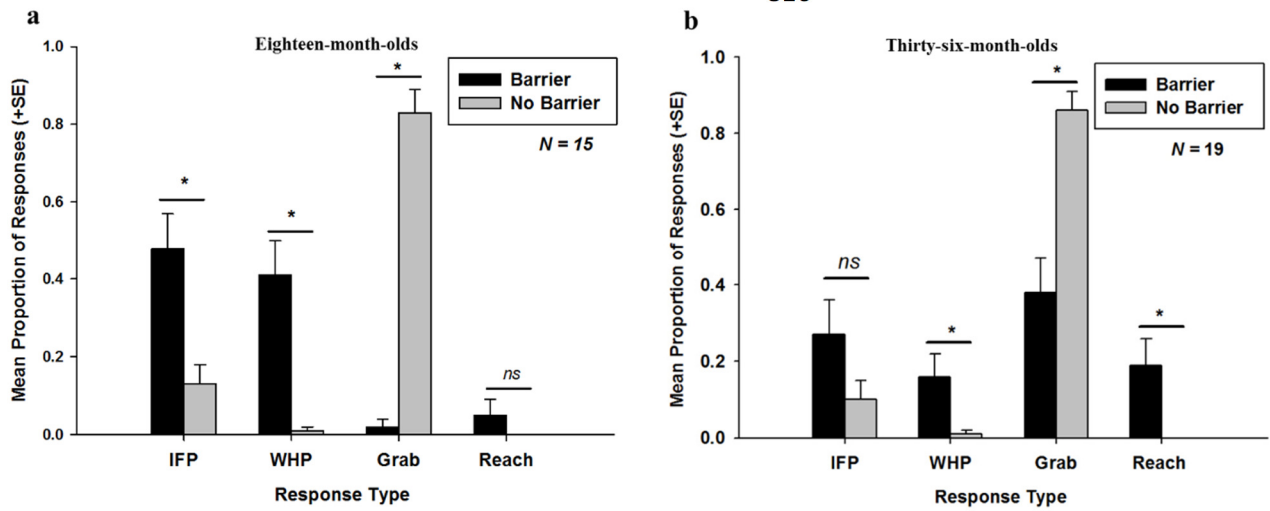 a
Eighteen-month-olds
Mean Proportion of Responses (+SE)
1.0
0.8
0.6
0.4
0.2
0.0
Barrier
No Barrier
N = 15
*
*
*
ns
IFP
WHP
Grab
Reach
Response Type
b
Thirty-six-month-olds
Mean Proportion of Responses (+SE)
1.0
0.8
0.6
0.4
0.2
0.0
Barrier
No Barrier
N = 19
ns
*
*
*
IFP
WHP
Grab
Reach
Response Type